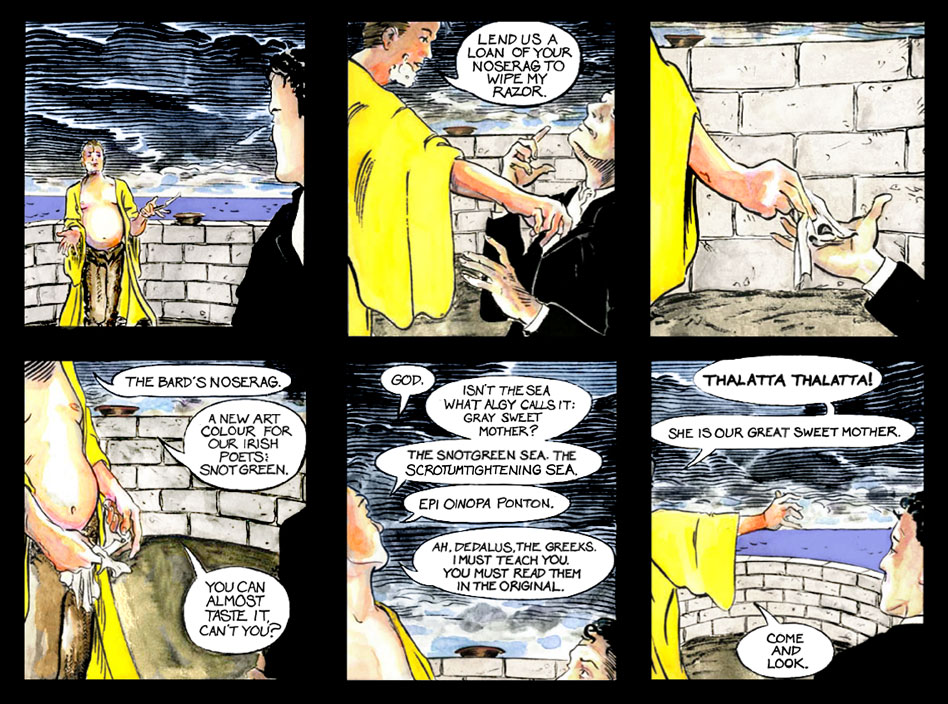 LEND US A
LOAN OF YOUR
NOSERAG TO
WIPE MY
RAZOR.
THE BARD'S NOSERAG.
A NEW ART
COLOUR FOR
OUR IRISH
POETS:
SNOTGREEN.
YOU CAN
ALMOST
TASTE IT,
CAN'T YOU?
GOD.
ISN'T THE SEA
WHAT ALGY CALLS IT:
GRAY SWEET
MOTHER?
THE SNOTGREEN SEA. THE
SCROTUMTIGHTENING SEA.
EPI OINOPA PONTON.
AH, DEDALUS, THE GREEKS.
I MUST TEACH YOU.
YOU MUST READ THEM
IN THE ORIGINAL.
THALATTA THALATTA!
SHE IS OUR GREAT SWEET MOTHER.
COME
AND
LOOK.